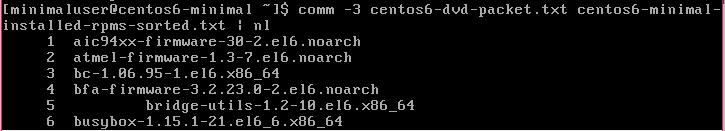 [minimaluser@centos6-minimal ~]$ comm -3 centos6-dvd-packet.txt centos6-minimal-
installed-rpms-sorted.txt | nl
1 aic94xx-firmware-30-2.el6.noarch
2 atmel-firmware-1.3-7.el6.noarch
3 bc-1.06.95-1.el6.x86_64
4 bfa-firmware-3.2.23.0-2.el6.noarch
5 bridge-utils-1.2-10.el6.x86_64
6 busybox-1.15.1-21.el6_6.x86_64